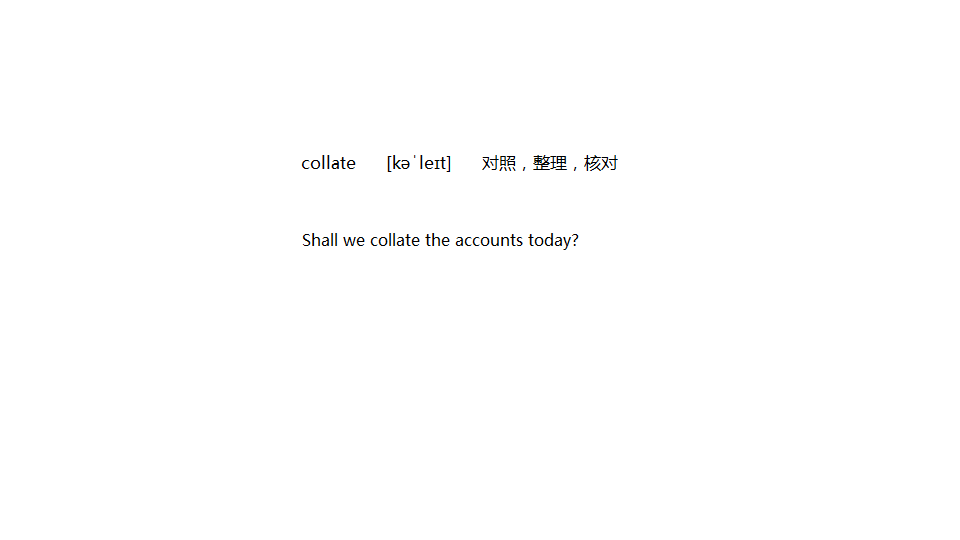 collate [kəˈleɪt] 对照，整理，核对
Shall we collate the accounts today?